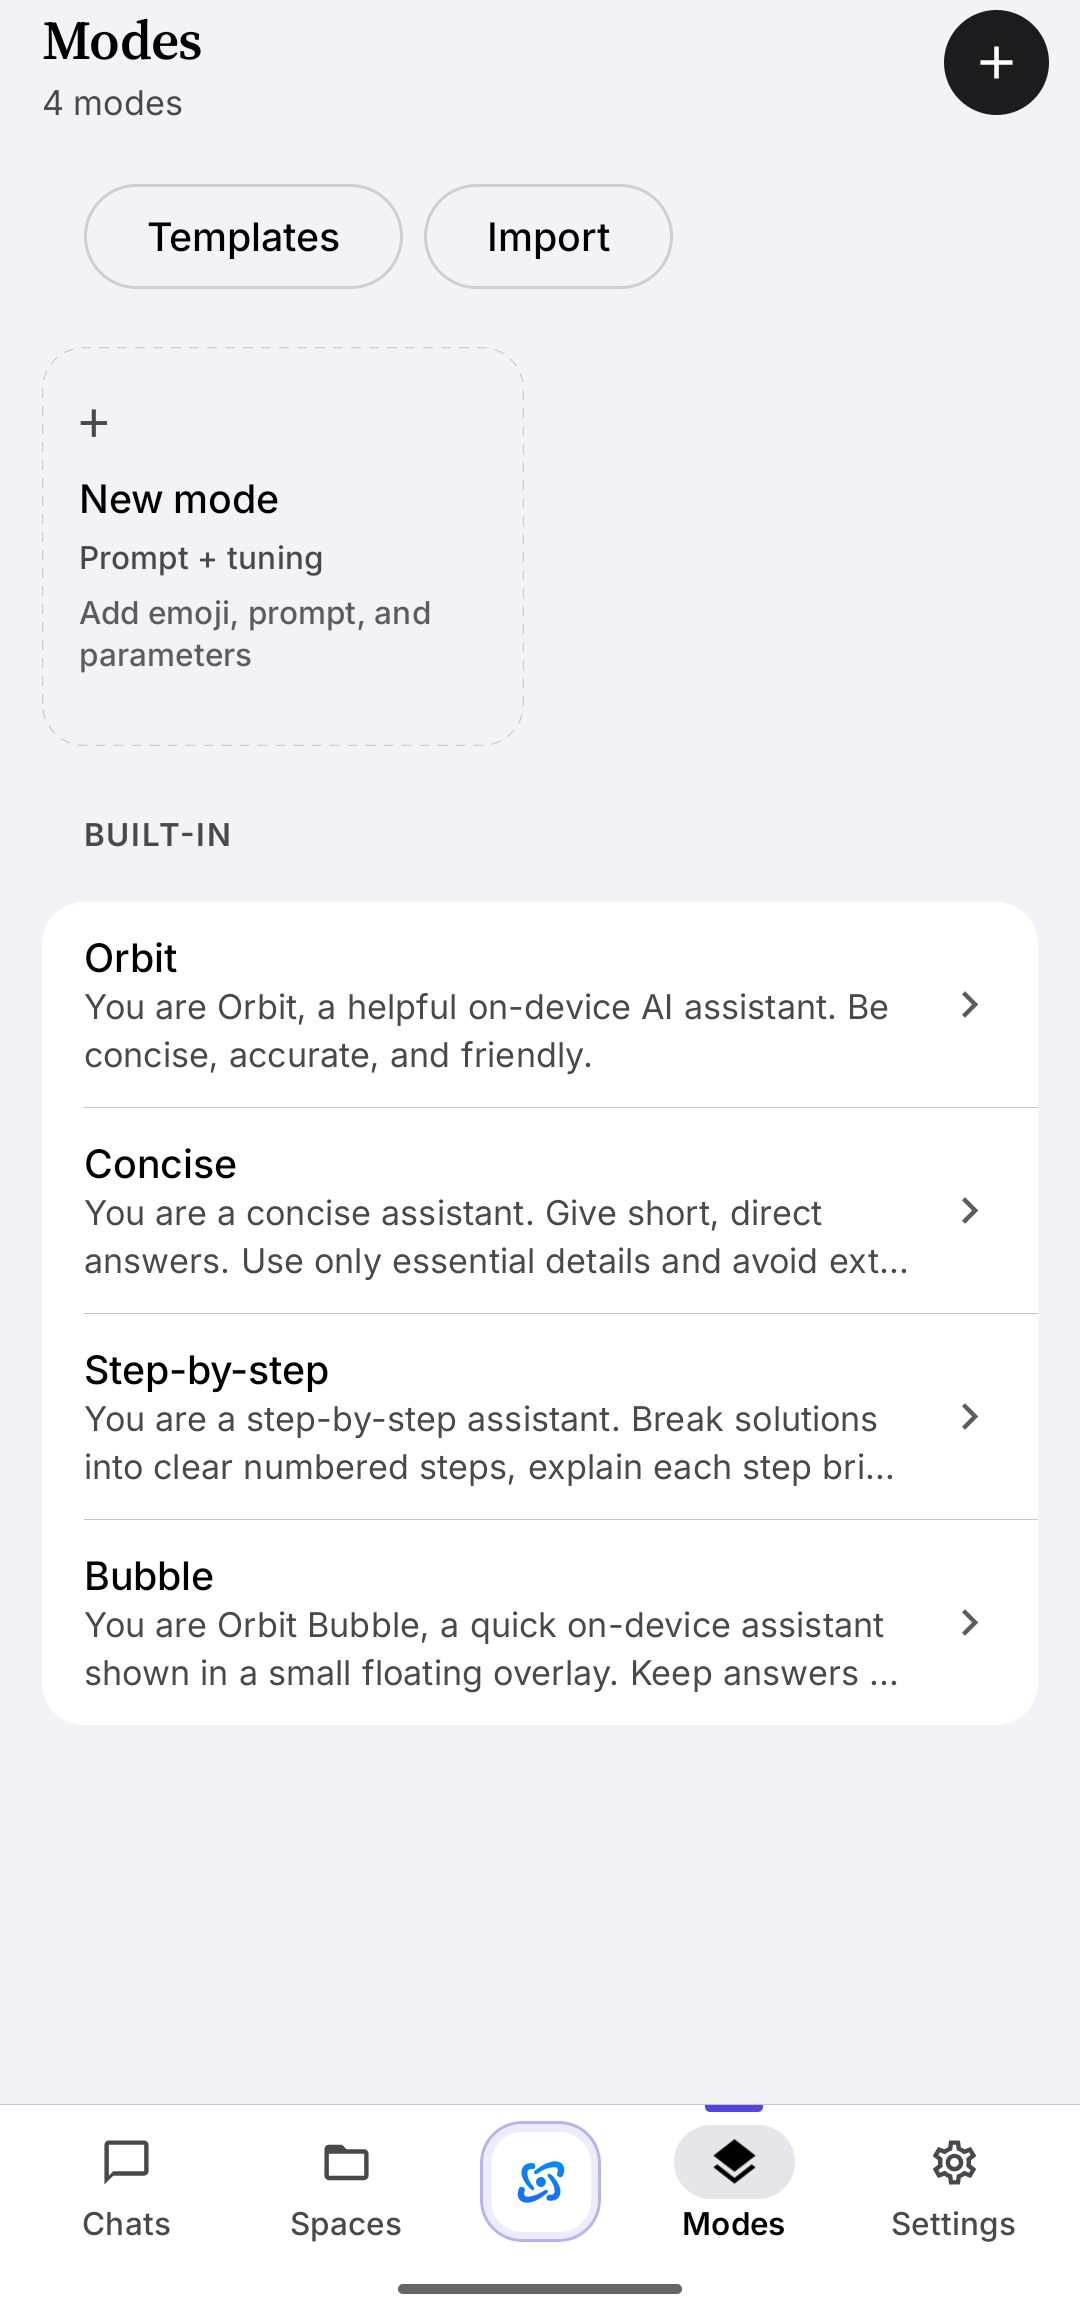 Modes
4 modes
Templates
Import
New mode
Prompt + tuning
Add emoji, prompt, and
parameters
BUILT-IN
Orbit
You are Orbit, a helpful on-device AI assistant. Be
concise, accurate, and friendly.
Concise
You are a concise assistant. Give short, direct
answers. Use only essential details and avoid ext...
Step-by-step
You are a step-by-step assistant. Break solutions
into clear numbered steps, explain each step bri...
Bubble
You are Orbit Bubble, a quick on-device assistant
shown in a small floating overlay. Keep answers ...
Chats
Spaces
Modes
Settings